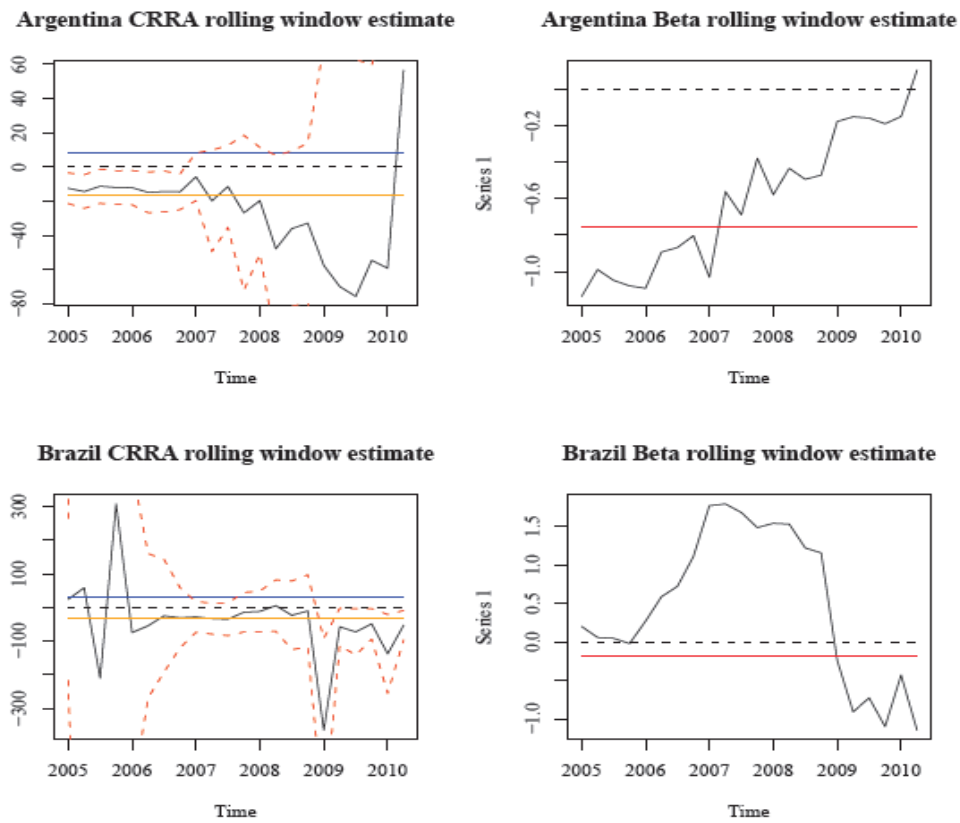 Argentina CRRA rolling window estimate
60
40
20
0
-40
-80
2005 2006 2007 2008 2009 2010
Time
Argentina Beta rolling window estimate
Series 1
-0.2
-0.6
-1.0
2005 2006 2007 2008 2009 2010
Time
Brazil CRRA rolling window estimate
300
100
-100
-300
2005 2006 2007 2008 2009 2010
Time
Brazil Beta rolling window estimate
Series 1
1.5
1.0
0.5
0.0
-1.0
2005 2006 2007 2008 2009 2010
Time